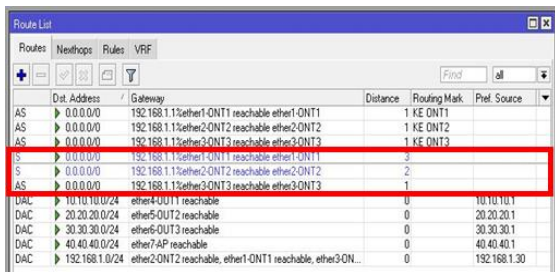 Route List
Routes Nexthops Rules VRF
Find all
Dst. Address / Gateway Distance Routing Mark Pref. Source
AS 0.0.0.0/0 192.168.1.1%ether1-ONT1 reachable ether1-ONT1 1 KE ONT1
AS 0.0.0.0/0 192.168.1.1%ether2-ONT2 reachable ether2-ONT2 1 KE ONT2
AS 0.0.0.0/0 192.168.1.1%ether3-ONT3 reachable ether3-ONT3 1 KE ONT3
S 0.0.0.0/0 192.168.1.1%ether1-ONT1 reachable ether1-ONT1 3
S 0.0.0.0/0 192.168.1.1%ether2-ONT2 reachable ether2-ONT2 2
AS 0.0.0.0/0 192.168.1.1%ether3-ONT3 reachable ether3-ONT3 1
DAC 10.10.10.0/24 ether4-OUT1 reachable 0 10.10.10.1
DAC 20.20.20.0/24 ether5-OUT2 reachable 0 20.20.20.1
DAC 30.30.30.0/24 ether6-OUT3 reachable 0 30.30.30.1
DAC 40.40.40.0/24 ether7-AP reachable 0 40.40.40.1
DAC 192.168.1.0/24 ether2-ONT2 reachable, ether1-ONT1 reachable, ether3-ON... 0 192.168.1.30